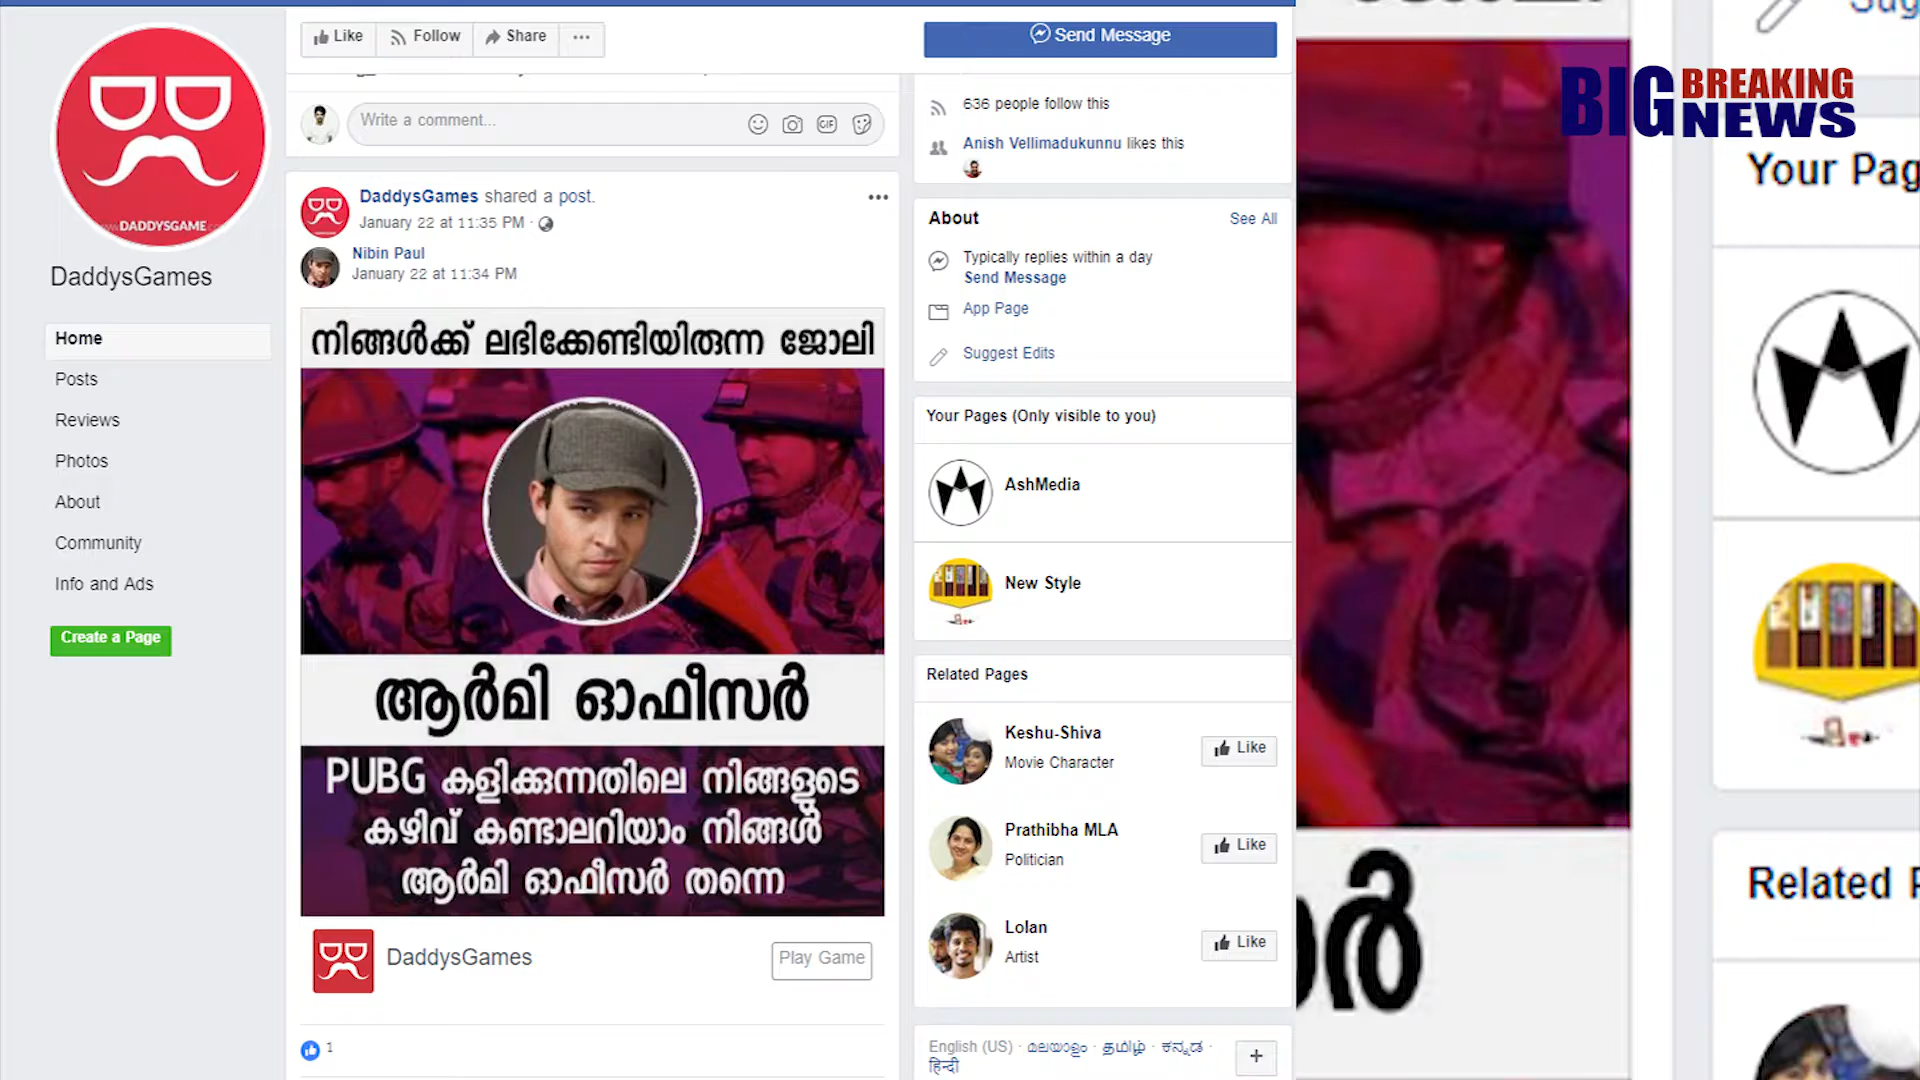 Like
Follow
Share
Send Message
BIG BREAKING NEWS
Write a comment...
GIF
636 people follow this
Anish Vellimadukunnu likes this
DADDYSGAME
DaddysGames
Home
Posts
Reviews
Photos
About
Community
Info and Ads
Create a Page
DaddysGames shared a post.
January 22 at 11:35 PM
Nibin Paul
January 22 at 11:34 PM
നിങ്ങൾക്ക് ലഭിക്കേണ്ടിയിരുന്ന ജോലി
ആർമി ഓഫീസർ
PUBG കളിക്കുന്നതിലെ നിങ്ങളുടെ
കഴിവ് കണ്ടാലറിയാം നിങ്ങൾ
ആർമി ഓഫീസർ തന്നെ
DaddysGames
Play Game
1
About
See All
Typically replies within a day
Send Message
App Page
Suggest Edits
Your Pages (Only visible to you)
AshMedia
New Style
Related Pages
Keshu-Shiva
Movie Character
Like
Prathibha MLA
Politician
Like
Lolan
Artist
Like
English (US) · മലയാളം · தமிழ் · ಕನ್ನಡ ·
हिन्दी
Your Pag
Related